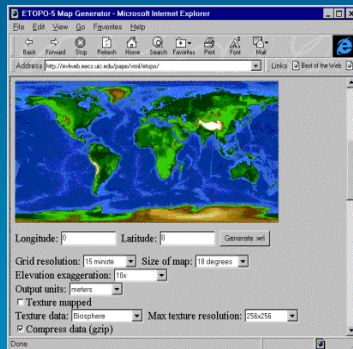 ETOPO-5 Map Generator - Microsoft Internet Explorer
File Edit View Go Favorites Help
Back Forward Stop Refresh Home Search Favorites Print Font Mail
Address http://evlweb.eecs.uic.edu/pape/vrml/etopo/ Links Best of the Web
Longitude: 0 Latitude: 0 Generate wrl
Grid resolution: 15 minute Size of map: 10 degrees
Elevation exaggeration: 10x
Output units: meters
Texture mapped
Texture data: Biosphere Max texture resolution: 256x256
Compress data (gzip)
Done